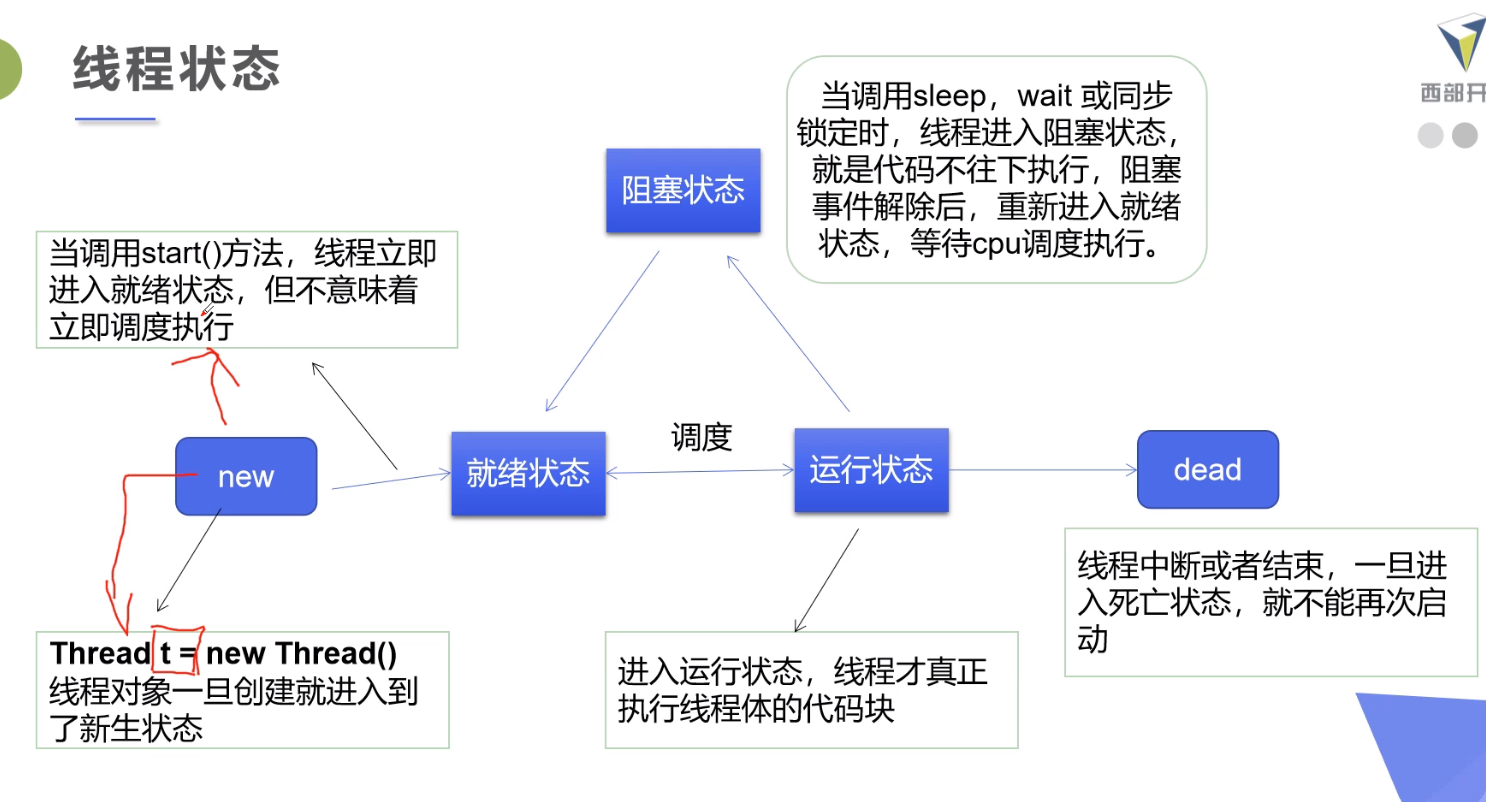 线程状态
西部开
当调用sleep，wait 或同步
锁定时，线程进入阻塞状态，
就是代码不往下执行，阻塞
事件解除后，重新进入就绪
状态，等待cpu调度执行。
阻塞状态
当调用start()方法，线程立即
进入就绪状态，但不意味着
立即调度执行
new
就绪状态
调度
运行状态
dead
Thread t = new Thread()
线程对象一旦创建就进入到
了新生状态
进入运行状态，线程才真正
执行线程体的代码块
线程中断或者结束，一旦进
入死亡状态，就不能再次启
动